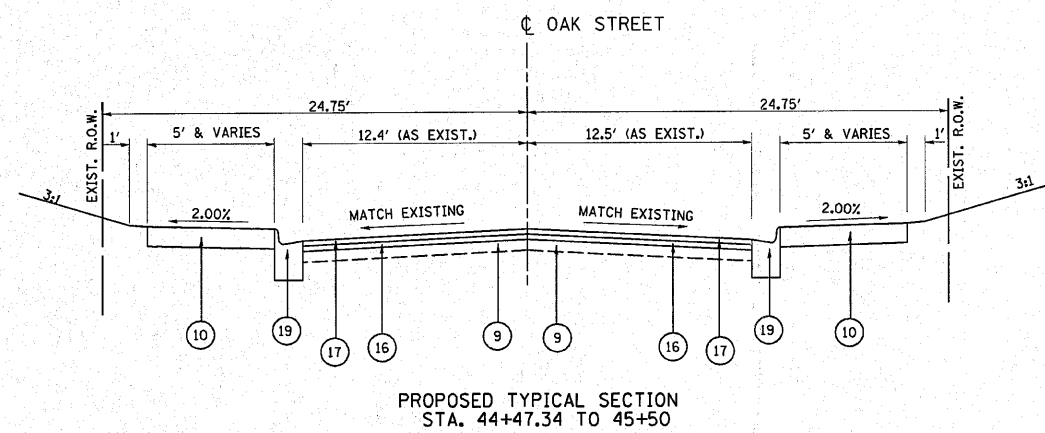 ℄ OAK STREET
24.75' 24.75'
EXIST. R.O.W. EXIST. R.O.W.
1' 5' & VARIES 12.4' (AS EXIST.) 12.5' (AS EXIST.) 5' & VARIES 1'
3:1 3:1
2.00% MATCH EXISTING MATCH EXISTING 2.00%
10 19 17 16 9 9 16 17 19 10
PROPOSED TYPICAL SECTION
STA. 44+47.34 TO 45+50